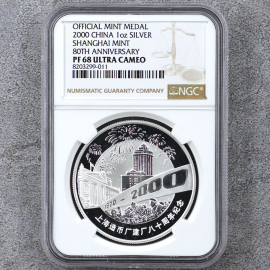 OFFICIAL MINT MEDAL
2000 CHINA 1oz SILVER
SHANGHAI MINT
80TH ANNIVERSARY
PF 68 ULTRA CAMEO
8203299-011
NUMISMATIC GUARANTY COMPANY
NGC
1920-2000
上海造币厂建厂八十周年纪念